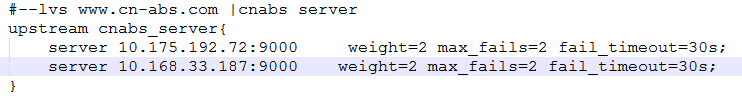 #--lvs www.cn-abs.com |cnabs server
upstream cnabs_server{
    server 10.175.192.72:9000     weight=2 max_fails=2 fail_timeout=30s;
    server 10.168.33.187:9000    weight=2 max_fails=2 fail_timeout=30s;
}